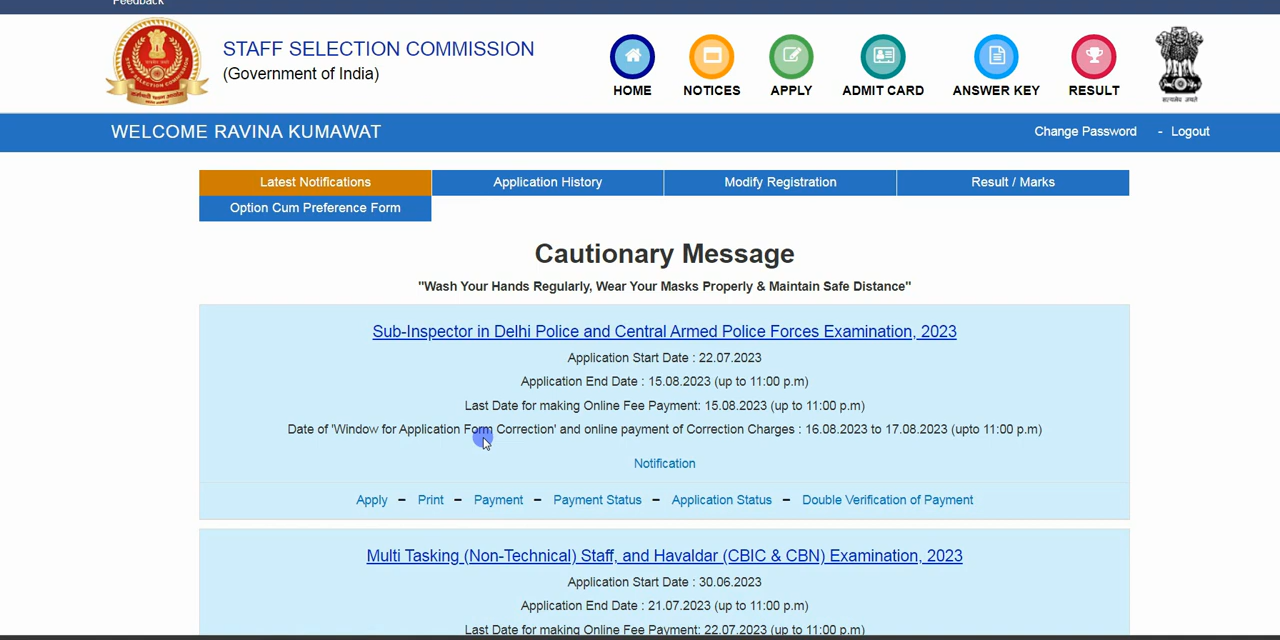 Feedback
STAFF SELECTION COMMISSION
(Government of India)
HOME NOTICES APPLY ADMIT CARD ANSWER KEY RESULT
सत्यमेव जयते
WELCOME RAVINA KUMAWAT
Change Password - Logout
Latest Notifications Application History Modify Registration Result / Marks
Option Cum Preference Form
Cautionary Message
"Wash Your Hands Regularly, Wear Your Masks Properly & Maintain Safe Distance"
Sub-Inspector in Delhi Police and Central Armed Police Forces Examination, 2023
Application Start Date : 22.07.2023
Application End Date : 15.08.2023 (up to 11:00 p.m)
Last Date for making Online Fee Payment: 15.08.2023 (up to 11:00 p.m)
Date of 'Window for Application Form Correction' and online payment of Correction Charges : 16.08.2023 to 17.08.2023 (upto 11:00 p.m)
Notification
Apply – Print – Payment – Payment Status – Application Status – Double Verification of Payment
Multi Tasking (Non-Technical) Staff, and Havaldar (CBIC & CBN) Examination, 2023
Application Start Date : 30.06.2023
Application End Date : 21.07.2023 (up to 11:00 p.m)
Last Date for making Online Fee Payment: 22.07.2023 (up to 11:00 p.m)